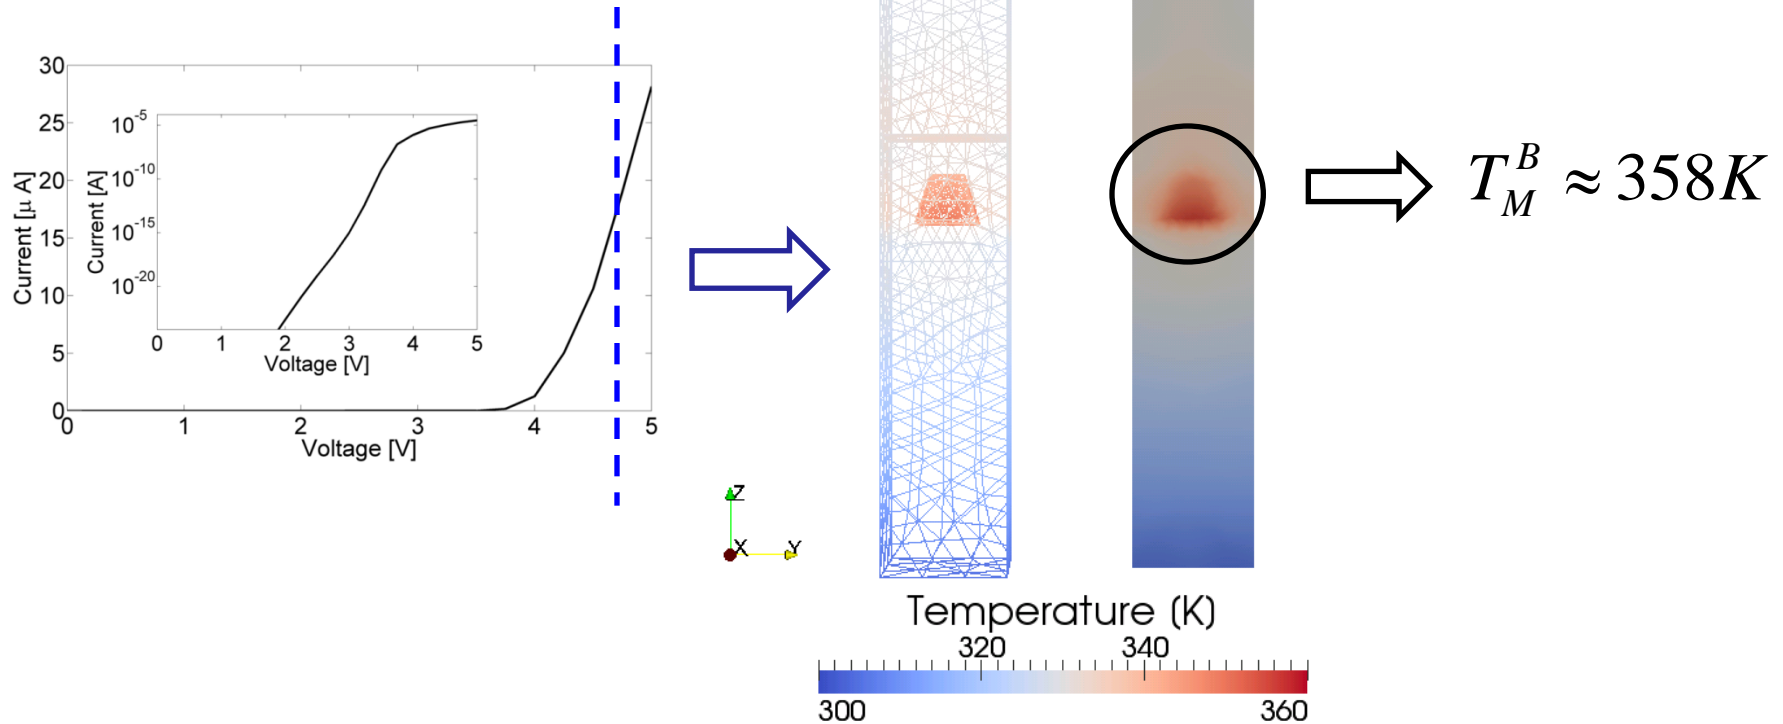 30
25
20
15
10
5
0
Current [μ A]
0 1 2 3 4 5
Voltage [V]
10^-5
10^-10
10^-15
10^-20
Current [A]
0 1 2 3 4 5
Voltage [V]
Z
X Y
T_M^B ≈ 358K
Temperature (K)
320 340
300 360